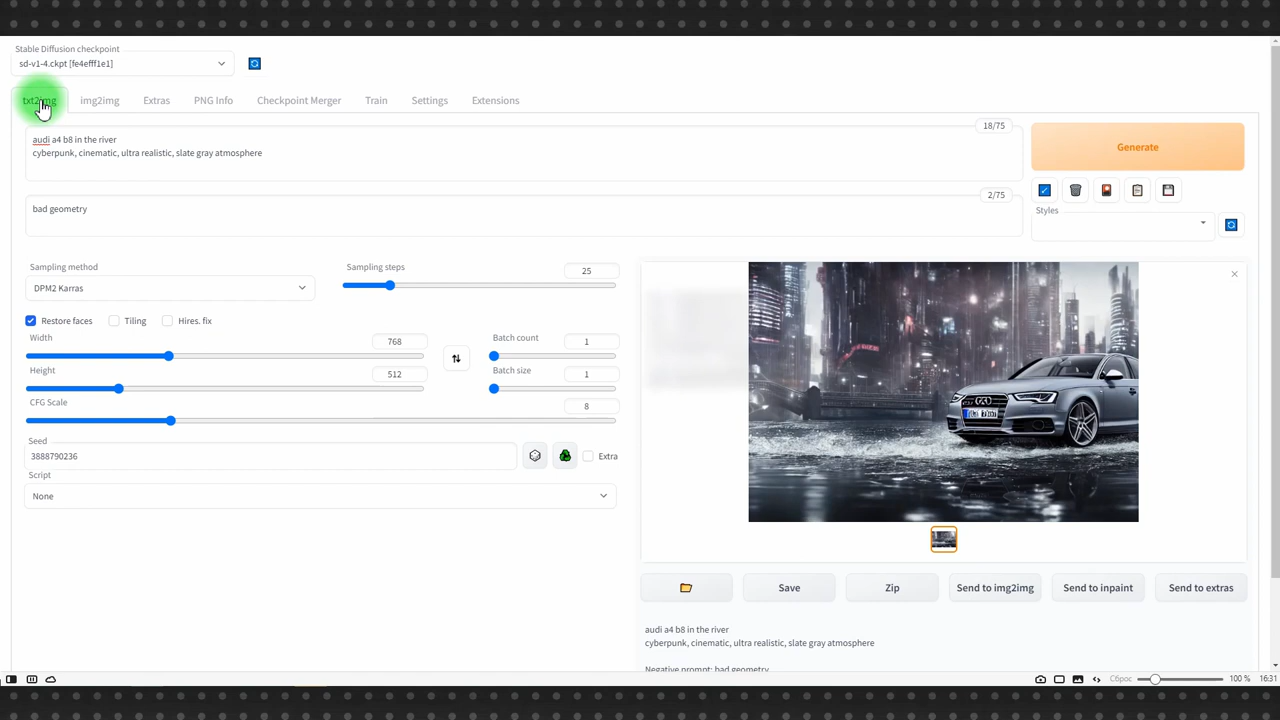 Stable Diffusion checkpoint
sd-v1-4.ckpt [fe4efff1e1]
txt2img
img2img
Extras
PNG Info
Checkpoint Merger
Train
Settings
Extensions
18/75
audi a4 b8 in the river
cyberpunk, cinematic, ultra realistic, slate gray atmosphere
Generate
2/75
bad geometry
Styles
Sampling method
DPM2 Karras
Sampling steps
25
Restore faces
Tiling
Hires. fix
Width
768
Batch count
1
Height
512
Batch size
1
CFG Scale
8
Seed
3888790236
Extra
Script
None
Save
Zip
Send to img2img
Send to inpaint
Send to extras
audi a4 b8 in the river
cyberpunk, cinematic, ultra realistic, slate gray atmosphere
Negative prompt: bad geometry
Сброс
100 %
16:31